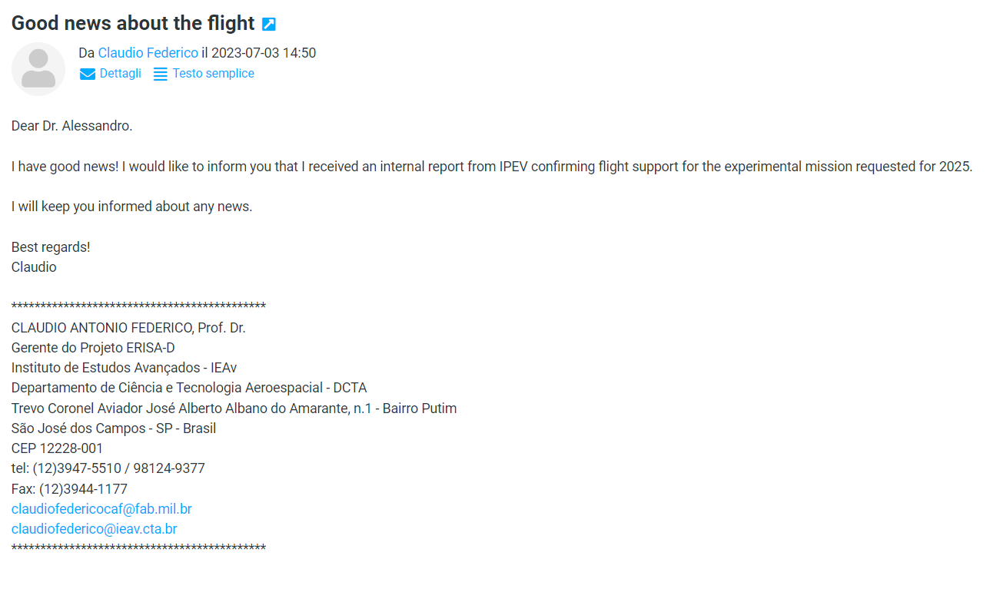 Good news about the flight
Da Claudio Federico il 2023-07-03 14:50
Dettagli Testo semplice
Dear Dr. Alessandro.
I have good news! I would like to inform you that I received an internal report from IPEV confirming flight support for the experimental mission requested for 2025.
I will keep you informed about any news.
Best regards!
Claudio
********************************************
CLAUDIO ANTONIO FEDERICO, Prof. Dr.
Gerente do Projeto ERISA-D
Instituto de Estudos Avançados - IEAv
Departamento de Ciência e Tecnologia Aeroespacial - DCTA
Trevo Coronel Aviador José Alberto Albano do Amarante, n.1 - Bairro Putim
São José dos Campos - SP - Brasil
CEP 12228-001
tel: (12)3947-5510 / 98124-9377
Fax: (12)3944-1177
claudiofedericocaf@fab.mil.br
claudiofederico@ieav.cta.br
********************************************